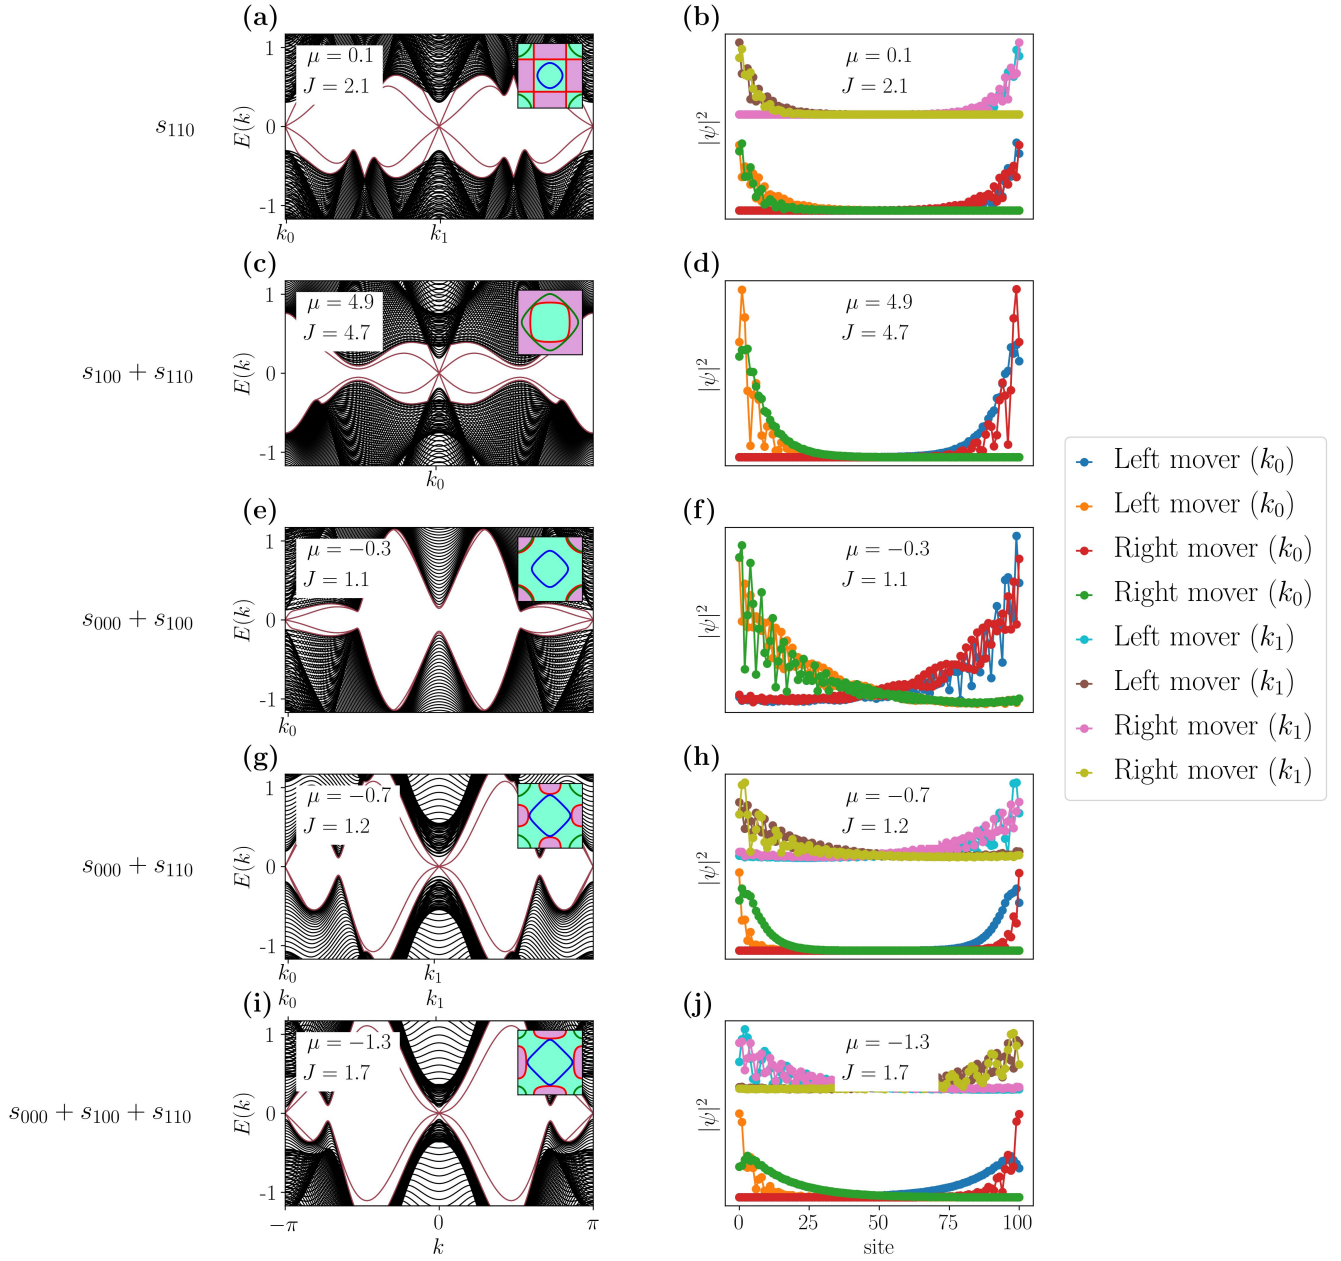 (a)
(b)
s₁₁₀
E(k)
1
0
-1
μ = 0.1
J = 2.1
k₀
k₁
|ψ|²
μ = 0.1
J = 2.1
(c)
(d)
s₁₀₀ + s₁₁₀
E(k)
1
0
-1
μ = 4.9
J = 4.7
k₀
|ψ|²
μ = 4.9
J = 4.7
(e)
(f)
s₀₀₀ + s₁₀₀
E(k)
1
0
-1
μ = −0.3
J = 1.1
k₀
|ψ|²
μ = −0.3
J = 1.1
(g)
(h)
s₀₀₀ + s₁₁₀
E(k)
1
0
-1
μ = −0.7
J = 1.2
k₀
k₁
|ψ|²
μ = −0.7
J = 1.2
k₀
k₁
(i)
(j)
s₀₀₀ + s₁₀₀ + s₁₁₀
E(k)
1
0
-1
μ = −1.3
J = 1.7
−π
0
π
k
|ψ|²
μ = −1.3
J = 1.7
0
25
50
75
100
site
Left mover (k₀)
Left mover (k₀)
Right mover (k₀)
Right mover (k₀)
Left mover (k₁)
Left mover (k₁)
Right mover (k₁)
Right mover (k₁)